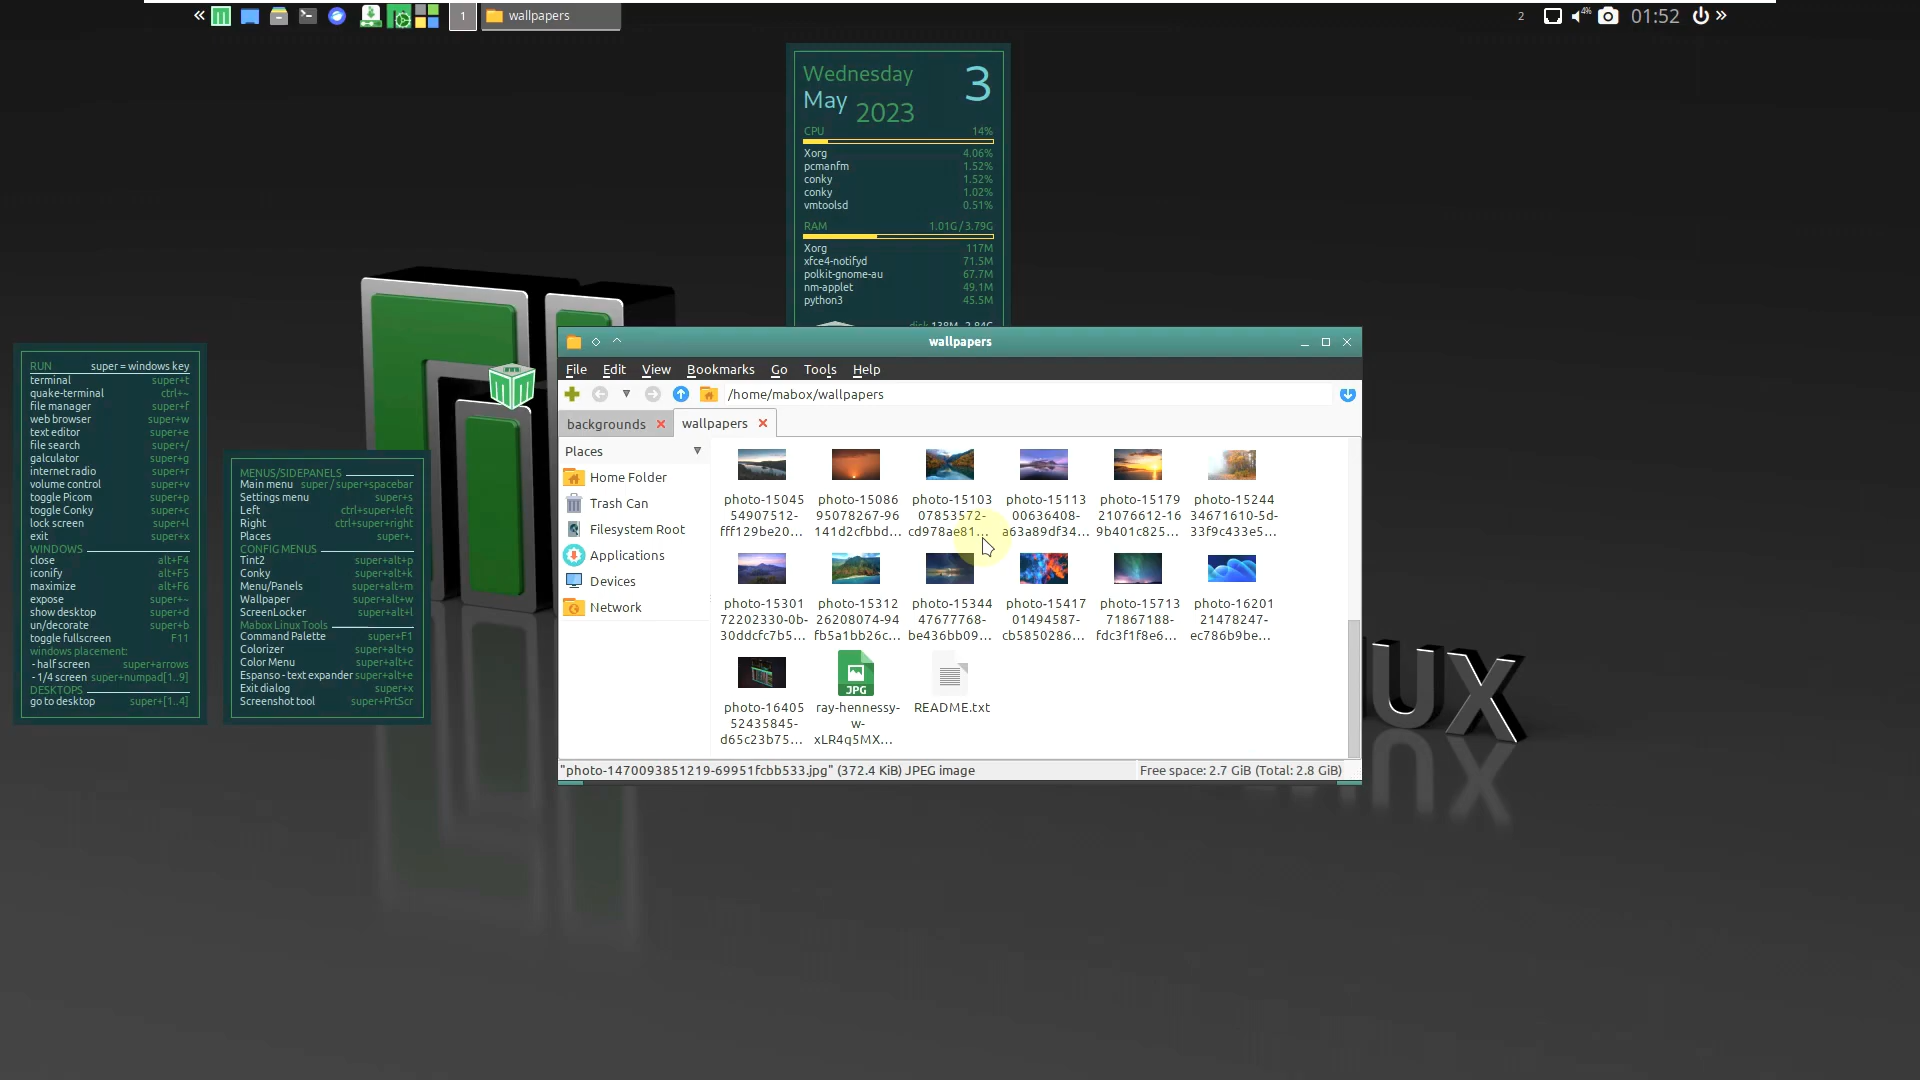 «
1
wallpapers
2
4%
01:52
»
Wednesday
3
May
2023
CPU 14%
Xorg 4.06%
pcmanfm 1.52%
conky 1.52%
conky 1.02%
vmtoolsd 0.51%
RAM 1.01G / 3.79G
Xorg 117M
xfce4-notifyd 71.5M
polkit-gnome-au 67.7M
nm-applet 49.1M
python3 45.5M
RUN super = windows key
terminal super+t
quake-terminal ctrl+~
file manager super+f
web browser super+w
text editor super+e
file search super+/
galculator super+g
internet radio super+r
volume control super+v
toggle Picom super+p
toggle Conky super+c
lock screen super+l
exit super+x
WINDOWS
close alt+F4
iconify alt+F5
maximize alt+F6
expose super+~
show desktop super+d
un/decorate super+b
toggle fullscreen F11
windows placement:
- half screen super+arrows
- 1/4 screen super+numpad[1..9]
DESKTOPS
go to desktop super+[1..4]
MENUS/SIDEPANELS
Main menu super / super+spacebar
Settings menu super+s
Left ctrl+super+left
Right ctrl+super+right
Places super+.
CONFIG MENUS
Tint2 super+alt+p
Conky super+alt+k
Menu/Panels super+alt+m
Wallpaper super+alt+w
ScreenLocker super+alt+l
Mabox Linux Tools
Command Palette super+F1
Colorizer super+alt+o
Color Menu super+alt+c
Espanso - text expander super+alt+e
Exit dialog super+x
Screenshot tool super+PrtScr
wallpapers
File Edit View Bookmarks Go Tools Help
/home/mabox/wallpapers
backgrounds
wallpapers
Places
Home Folder
Trash Can
Filesystem Root
Applications
Devices
Network
photo-15045
54907512-
fff129be20...
photo-15086
95078267-96
141d2cfbbd...
photo-15103
07853572-
cd978ae81...
photo-15113
00636408-
a63a89df34...
photo-15179
21076612-16
9b401c825...
photo-15244
34671610-5d-
33f9c433e5...
photo-15301
72202330-0b-
30ddcfc7b5...
photo-15312
26208074-94
fb5a1bb26c...
photo-15344
47677768-
be436bb09...
photo-15417
01494587-
cb5850286...
photo-15713
71867188-
fdc3f1f8e6...
photo-16201
21478247-
ec786b9be...
photo-16405
52435845-
d65c23b75...
JPG
ray-hennessy-
w-
xLR4q5MX...
README.txt
"photo-1470093851219-69951fcbb533.jpg" (372.4 KiB) JPEG image
Free space: 2.7 GiB (Total: 2.8 GiB)
UX